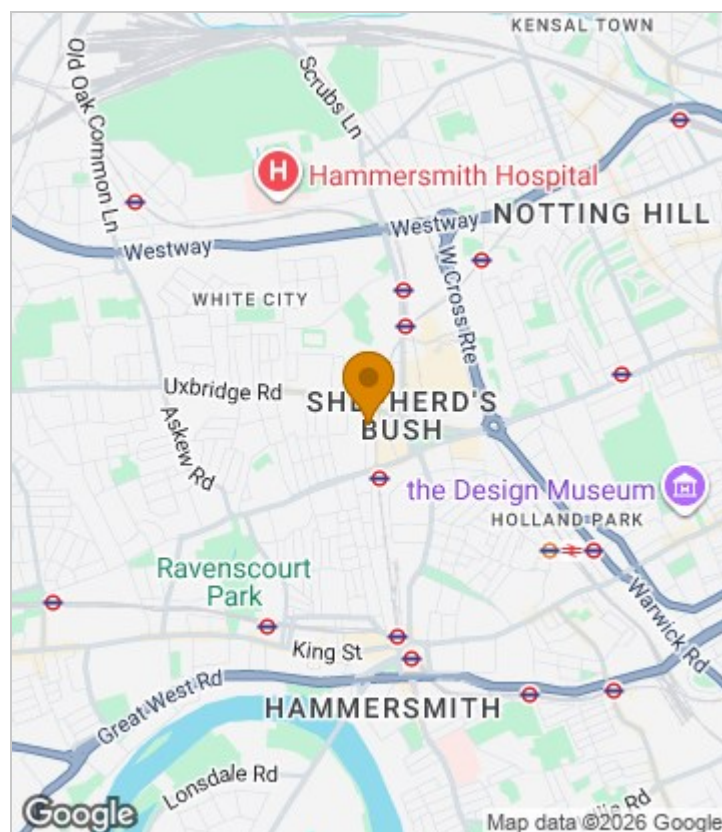 KENSAL TOWN
Old Oak Common Ln
Scrubs Ln
H
Hammersmith Hospital
NOTTING HILL
Westway
Westway
W Cross Rte
WHITE CITY
Uxbridge Rd
SHEPHERD'S
BUSH
Askew Rd
the Design Museum
HOLLAND PARK
Ravenscourt
Park
Warwick Rd
King St
Great West Rd
HAMMERSMITH
Lonsdale Rd
Google
Map data ©2026 Google